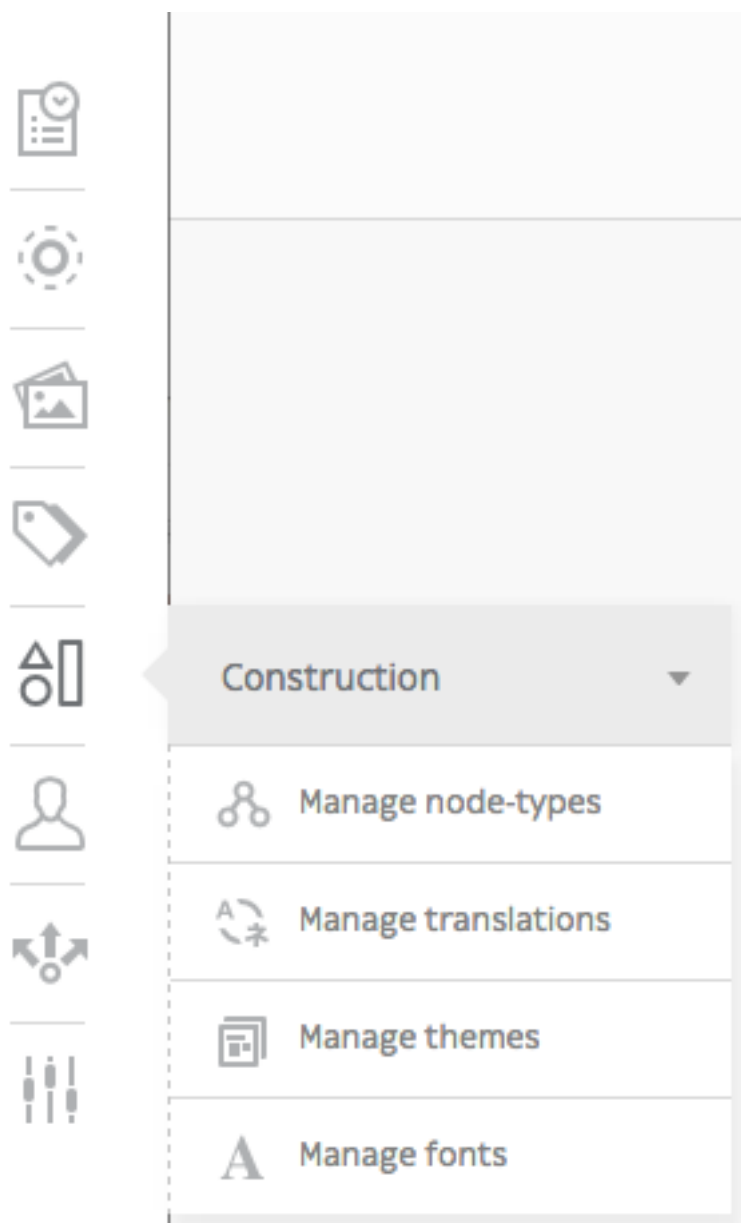 Construction
Manage node-types
Manage translations
Manage themes
Manage fonts